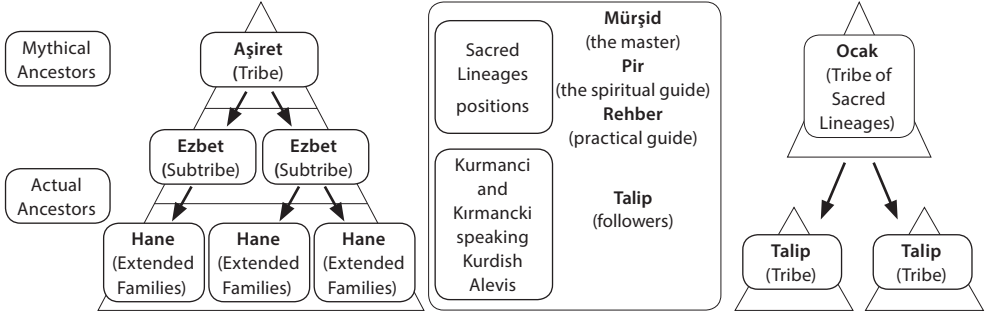 Mythical
Ancestors
Actual
Ancestors
Aşiret
(Tribe)
Ezbet
(Subtribe)
Ezbet
(Subtribe)
Hane
(Extended
Families)
Hane
(Extended
Families)
Hane
(Extended
Families)
Sacred
Lineages
positions
Mürşid
(the master)
Pir
(the spiritual guide)
Rehber
(practical guide)
Kurmanci
and
Kırmancki
speaking
Kurdish
Alevis
Talip
(followers)
Ocak
(Tribe of
Sacred
Lineages)
Talip
(Tribe)
Talip
(Tribe)